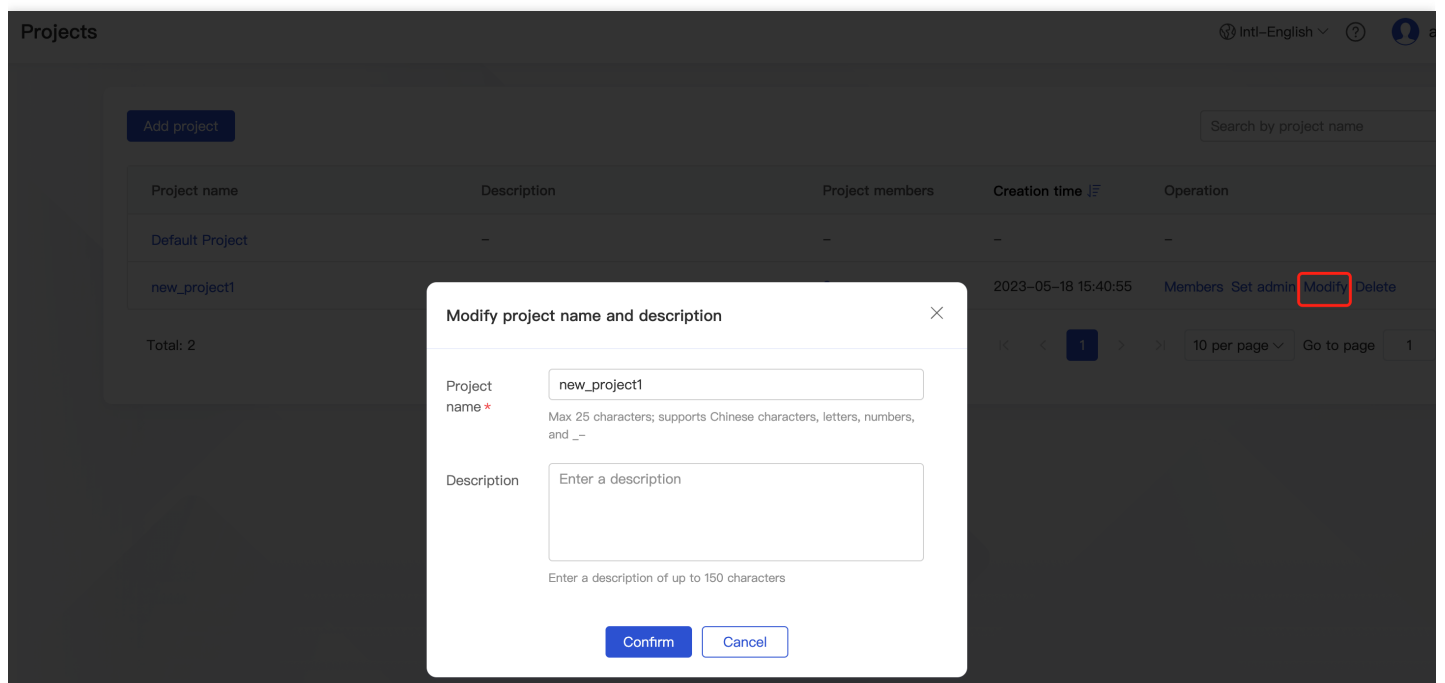 Projects
Intl-English
?
Add project
Search by project name
Project name Description Project members Creation time Operation
Default Project - - - -
new_project1 2023-05-18 15:40:55 Members Set admin Modify Delete
Total: 2 1 10 per page Go to page 1
Modify project name and description
Project name * new_project1
Max 25 characters; supports Chinese characters, letters, numbers,
and _-
Description Enter a description
Enter a description of up to 150 characters
Confirm Cancel